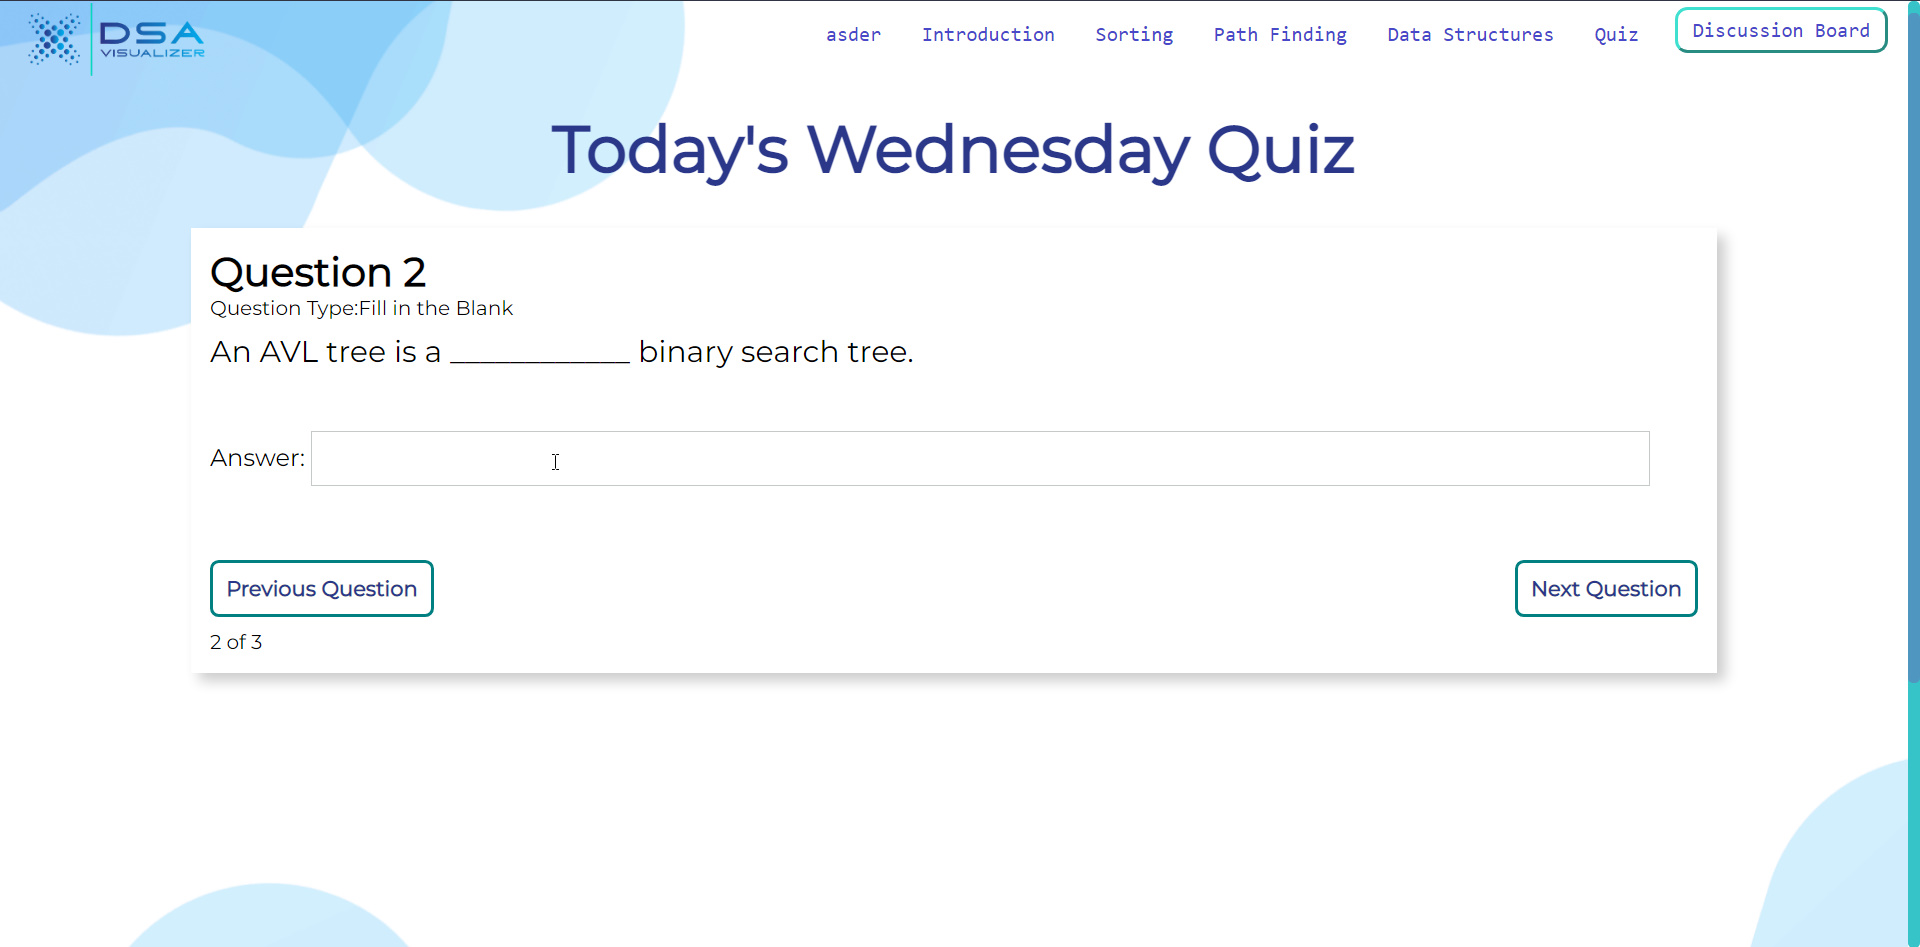 DSA
VISUALIZER
asder Introduction Sorting Path Finding Data Structures Quiz Discussion Board
Today's Wednesday Quiz
Question 2
Question Type:Fill in the Blank
An AVL tree is a ____________ binary search tree.
Answer:
Previous Question Next Question
2 of 3